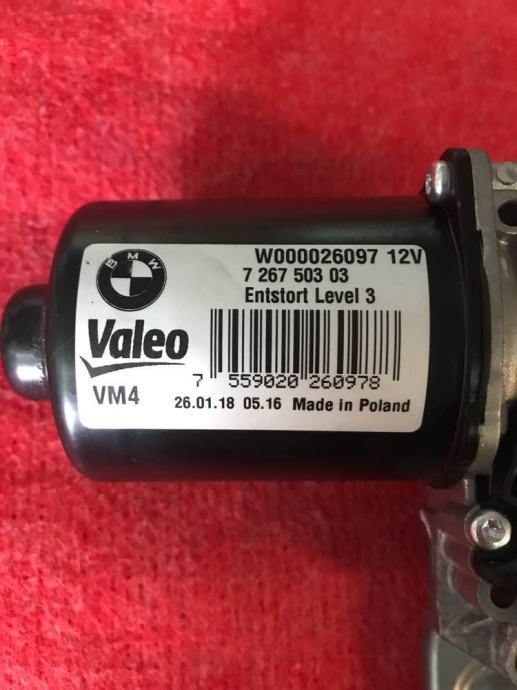 BMW
W000026097 12V
7 267 503 03
Entstort Level 3
Valeo
7 559020 260978
VM4
26.01.18 05.16 Made in Poland